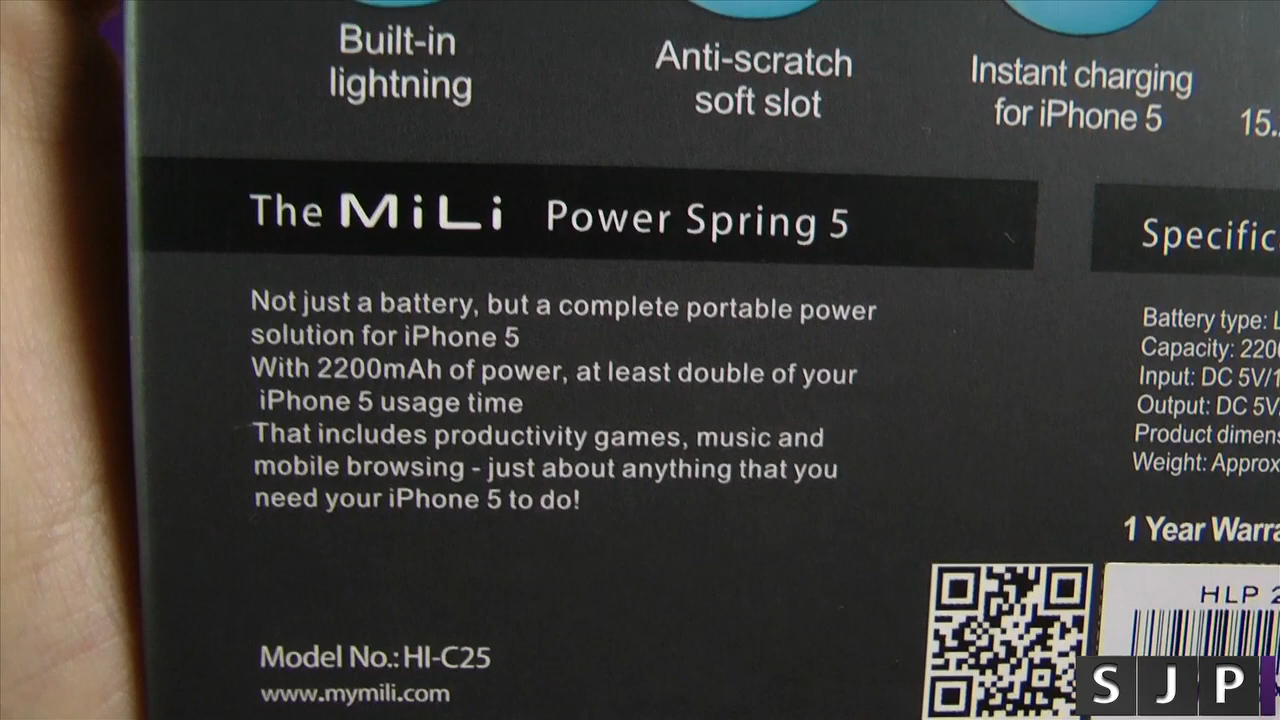 Built-in
lightning
Anti-scratch
soft slot
Instant charging
for iPhone 5
15.
The MiLi Power Spring 5
Not just a battery, but a complete portable power
solution for iPhone 5
With 2200mAh of power, at least double of your
iPhone 5 usage time
That includes productivity games, music and
mobile browsing - just about anything that you
need your iPhone 5 to do!
Model No.: HI-C25
www.mymili.com
Specific
Battery type: L
Capacity: 220
Input: DC 5V/1
Output: DC 5V
Product dimens
Weight: Approx
1 Year Warra
HLP 2
SJP